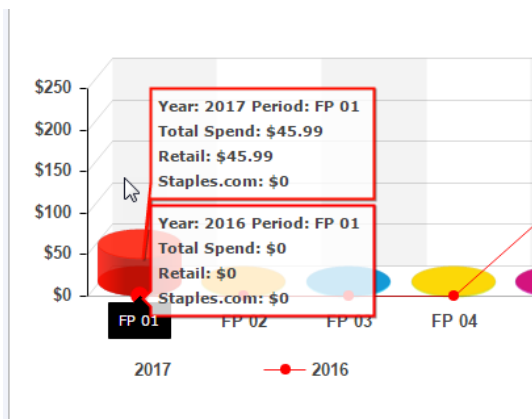 $250
$200
$150
$100
$50
$0
Year: 2017 Period: FP 01
Total Spend: $45.99
Retail: $45.99
Staples.com: $0
Year: 2016 Period: FP 01
Total Spend: $0
Retail: $0
Staples.com: $0
FP 01 FP 02 FP 03 FP 04
2017 2016